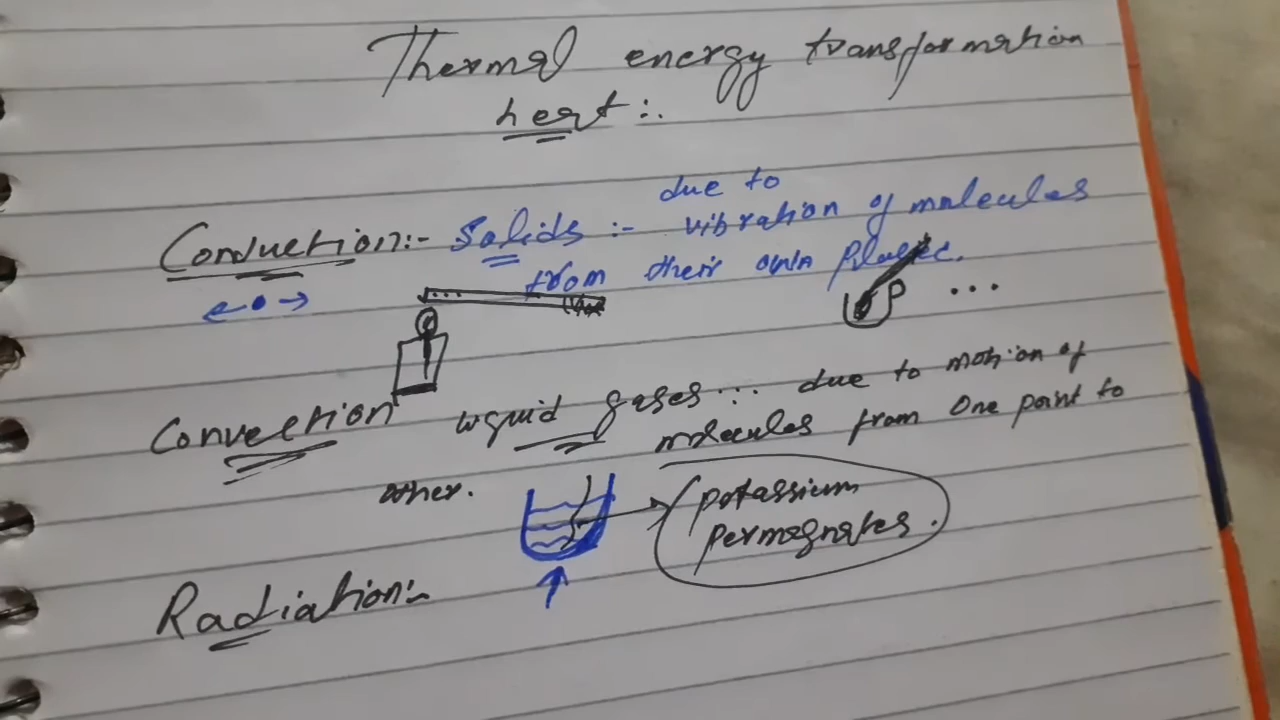 Thermal energy transformation
heat :.
due to
Conduction:- Solids :- vibration of molecules
from their own places.
Convection liquid gases... due to motion of
molecules from One point to
other.
potassium
permagnates.
Radiation:-